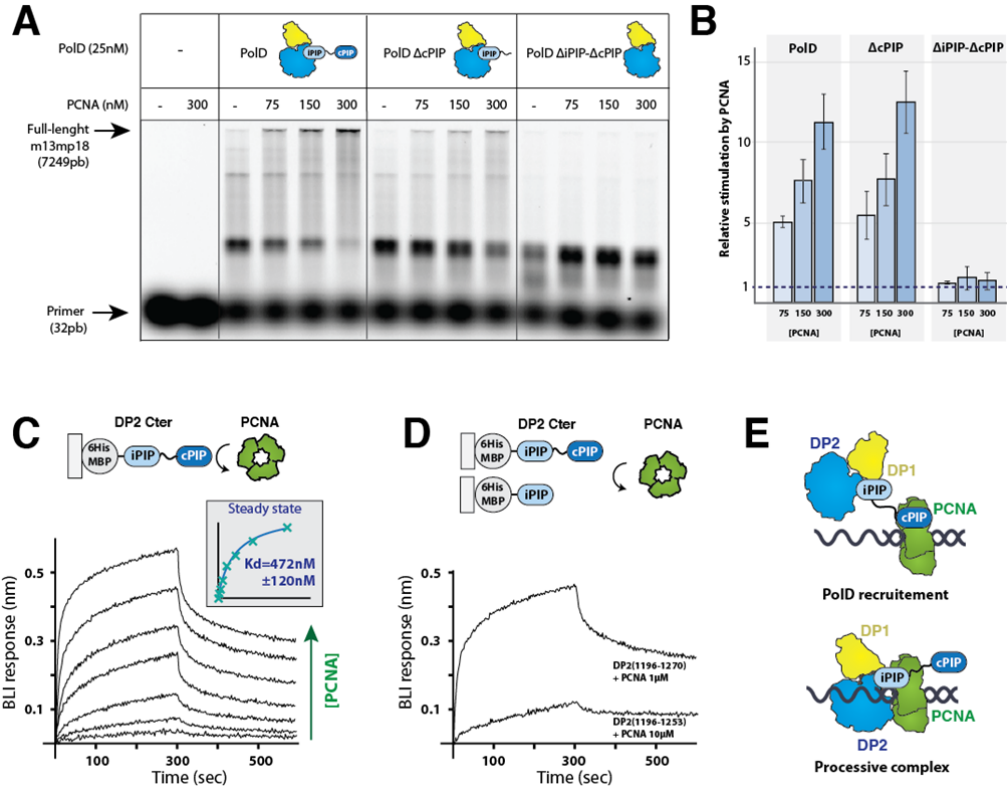 A
PolD (25nM)
-
PolD
iPIP
cPIP
PolD ΔcPIP
iPIP
PolD ΔiPIP-ΔcPIP
PCNA (nM)
- 300 - 75 150 300 - 75 150 300 - 75 150 300
Full-lenght
m13mp18
(7249pb)
Primer
(32pb)
B
PolD ΔcPIP ΔiPIP-ΔcPIP
Relative stimulation by PCNA
15
10
5
1
75 150 300 75 150 300 75 150 300
[PCNA] [PCNA] [PCNA]
C
DP2 Cter
PCNA
6His
MBP
iPIP
cPIP
Steady state
Kd=472nM
±120nM
BLI response (nm)
0.5
0.3
0.1
[PCNA]
100 300 500
Time (sec)
D
DP2 Cter
PCNA
6His
MBP
iPIP
cPIP
6His
MBP
iPIP
BLI response (nm)
0.5
0.3
0.1
DP2(1196-1270)
+ PCNA 1µM
DP2(1196-1253)
+ PCNA 10µM
100 300 500
Time (sec)
E
DP2
DP1
iPIP
PCNA
cPIP
PolD recruitement
DP1
cPIP
iPIP
PCNA
DP2
Processive complex